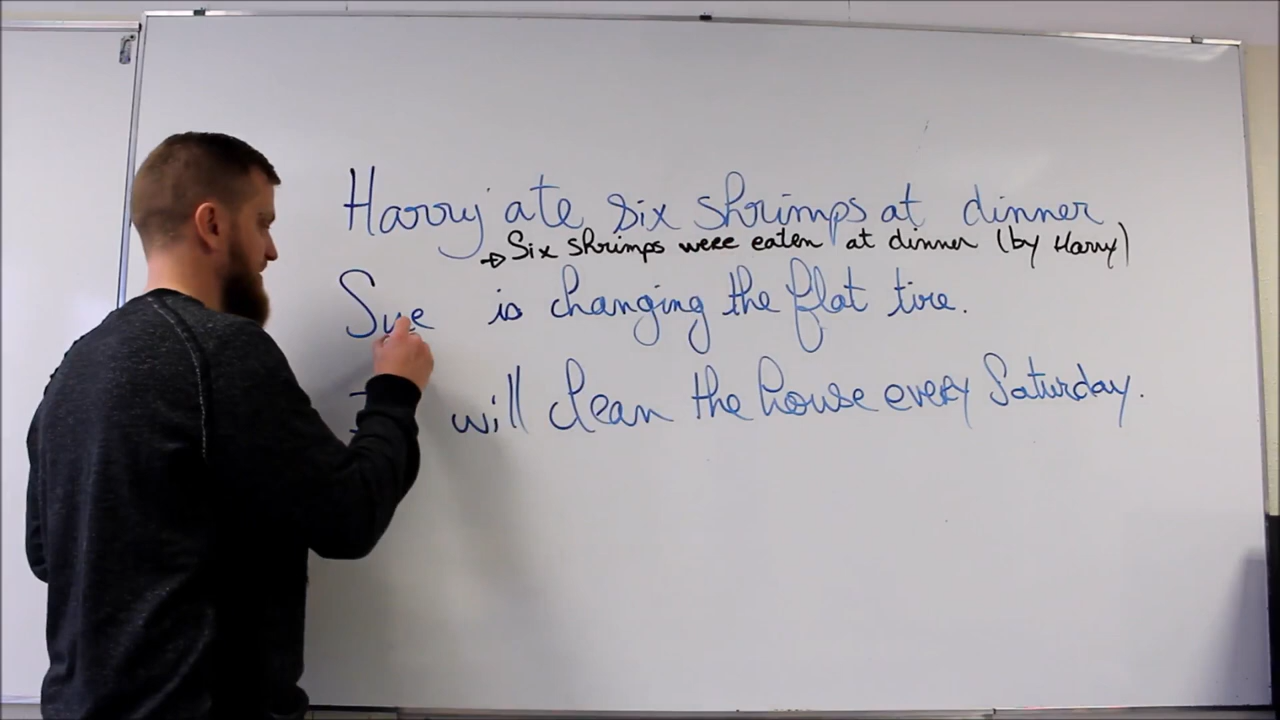 Harry ate six shrimps at dinner
→ Six shrimps were eaten at dinner (by Harry)
Sue is changing the flat tire.
will clean the house every Saturday.